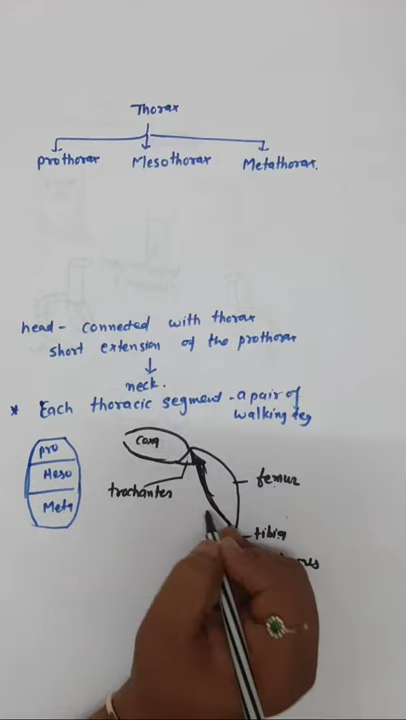 Thorax
prothorax Mesothorax Metathorax.
head - connected with thorax
short extension of the prothorax
neck.
* Each thoracic segment - a pair of
walking leg
pro
Meso
Meta
coxa
trochanter
femur
tibia